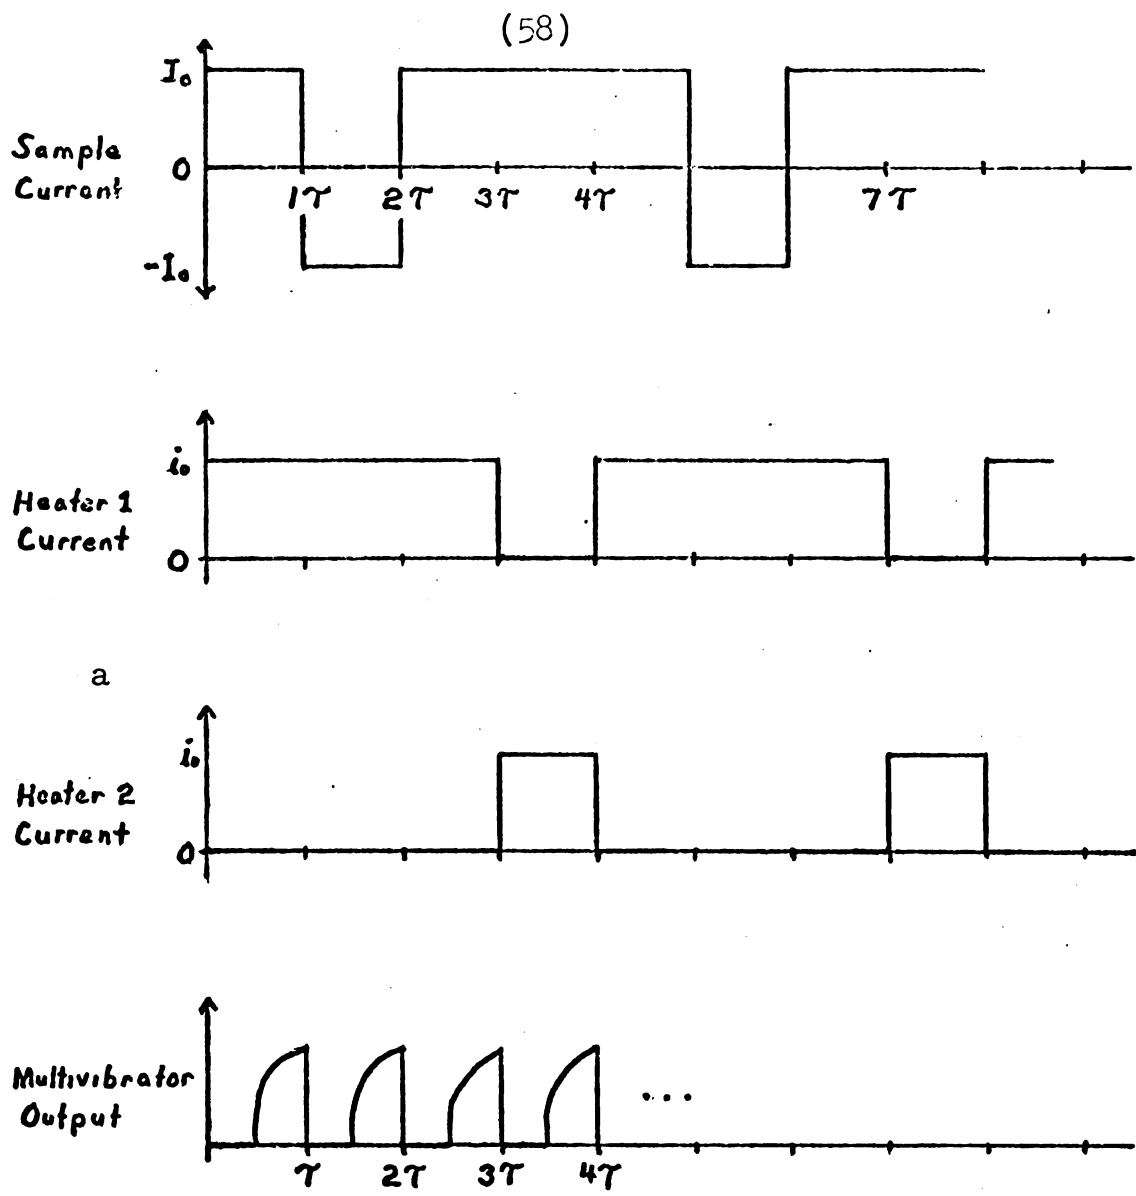 (58)
I₀
Sample
Current
0
1τ 2τ 3τ 4τ 7τ
-I₀
i₀
Heater 1
Current
0
a
i₀
Heater 2
Current
0
Multivibrator
Output
...
τ 2τ 3τ 4τ